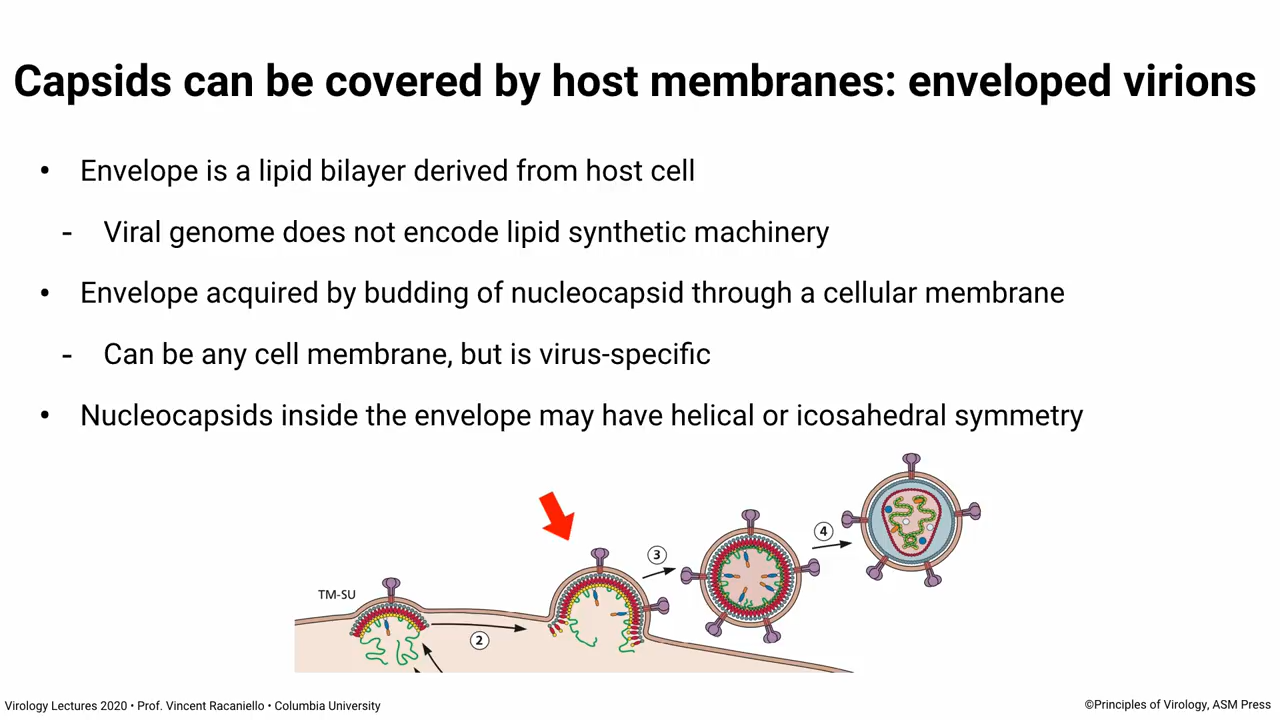 Capsids can be covered by host membranes: enveloped virions
• Envelope is a lipid bilayer derived from host cell
- Viral genome does not encode lipid synthetic machinery
• Envelope acquired by budding of nucleocapsid through a cellular membrane
- Can be any cell membrane, but is virus-specific
• Nucleocapsids inside the envelope may have helical or icosahedral symmetry
TM-SU
2
3
4
Virology Lectures 2020 • Prof. Vincent Racaniello • Columbia University
©Principles of Virology, ASM Press